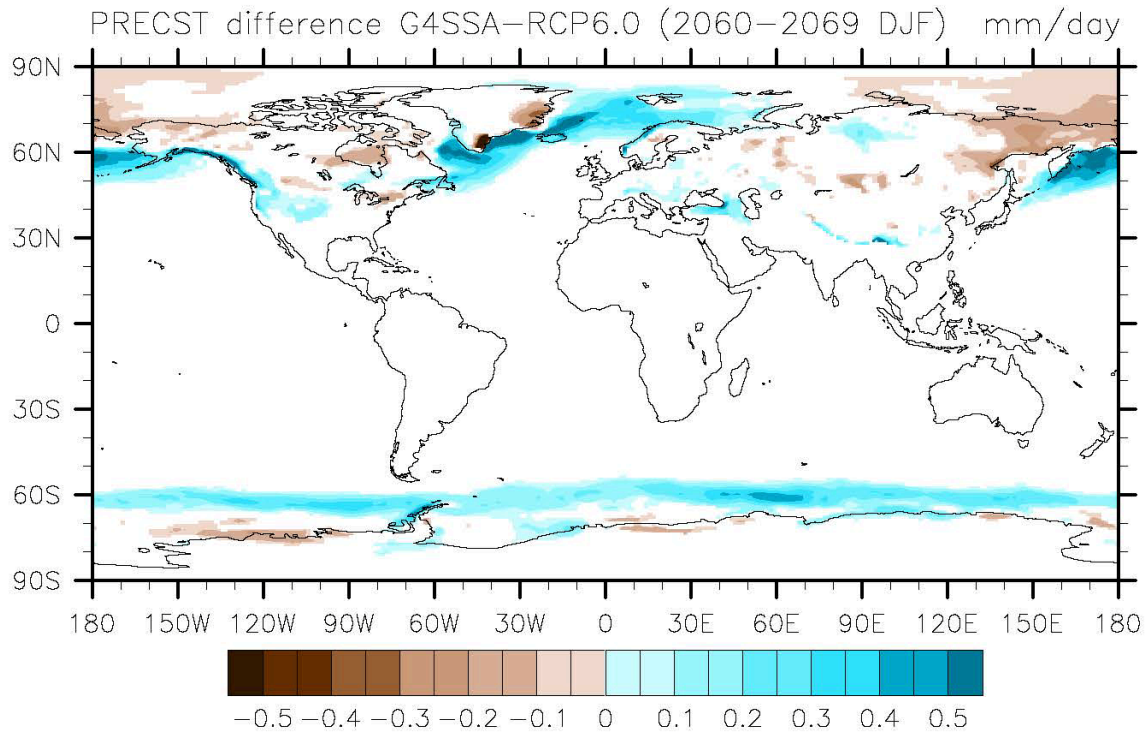 PRECST difference G4SSA−RCP6.0 (2060−2069 DJF) mm/day
90N
60N
30N
0
30S
60S
90S
180 150W 120W 90W 60W 30W 0 30E 60E 90E 120E 150E 180
−0.5 −0.4 −0.3 −0.2 −0.1 0 0.1 0.2 0.3 0.4 0.5